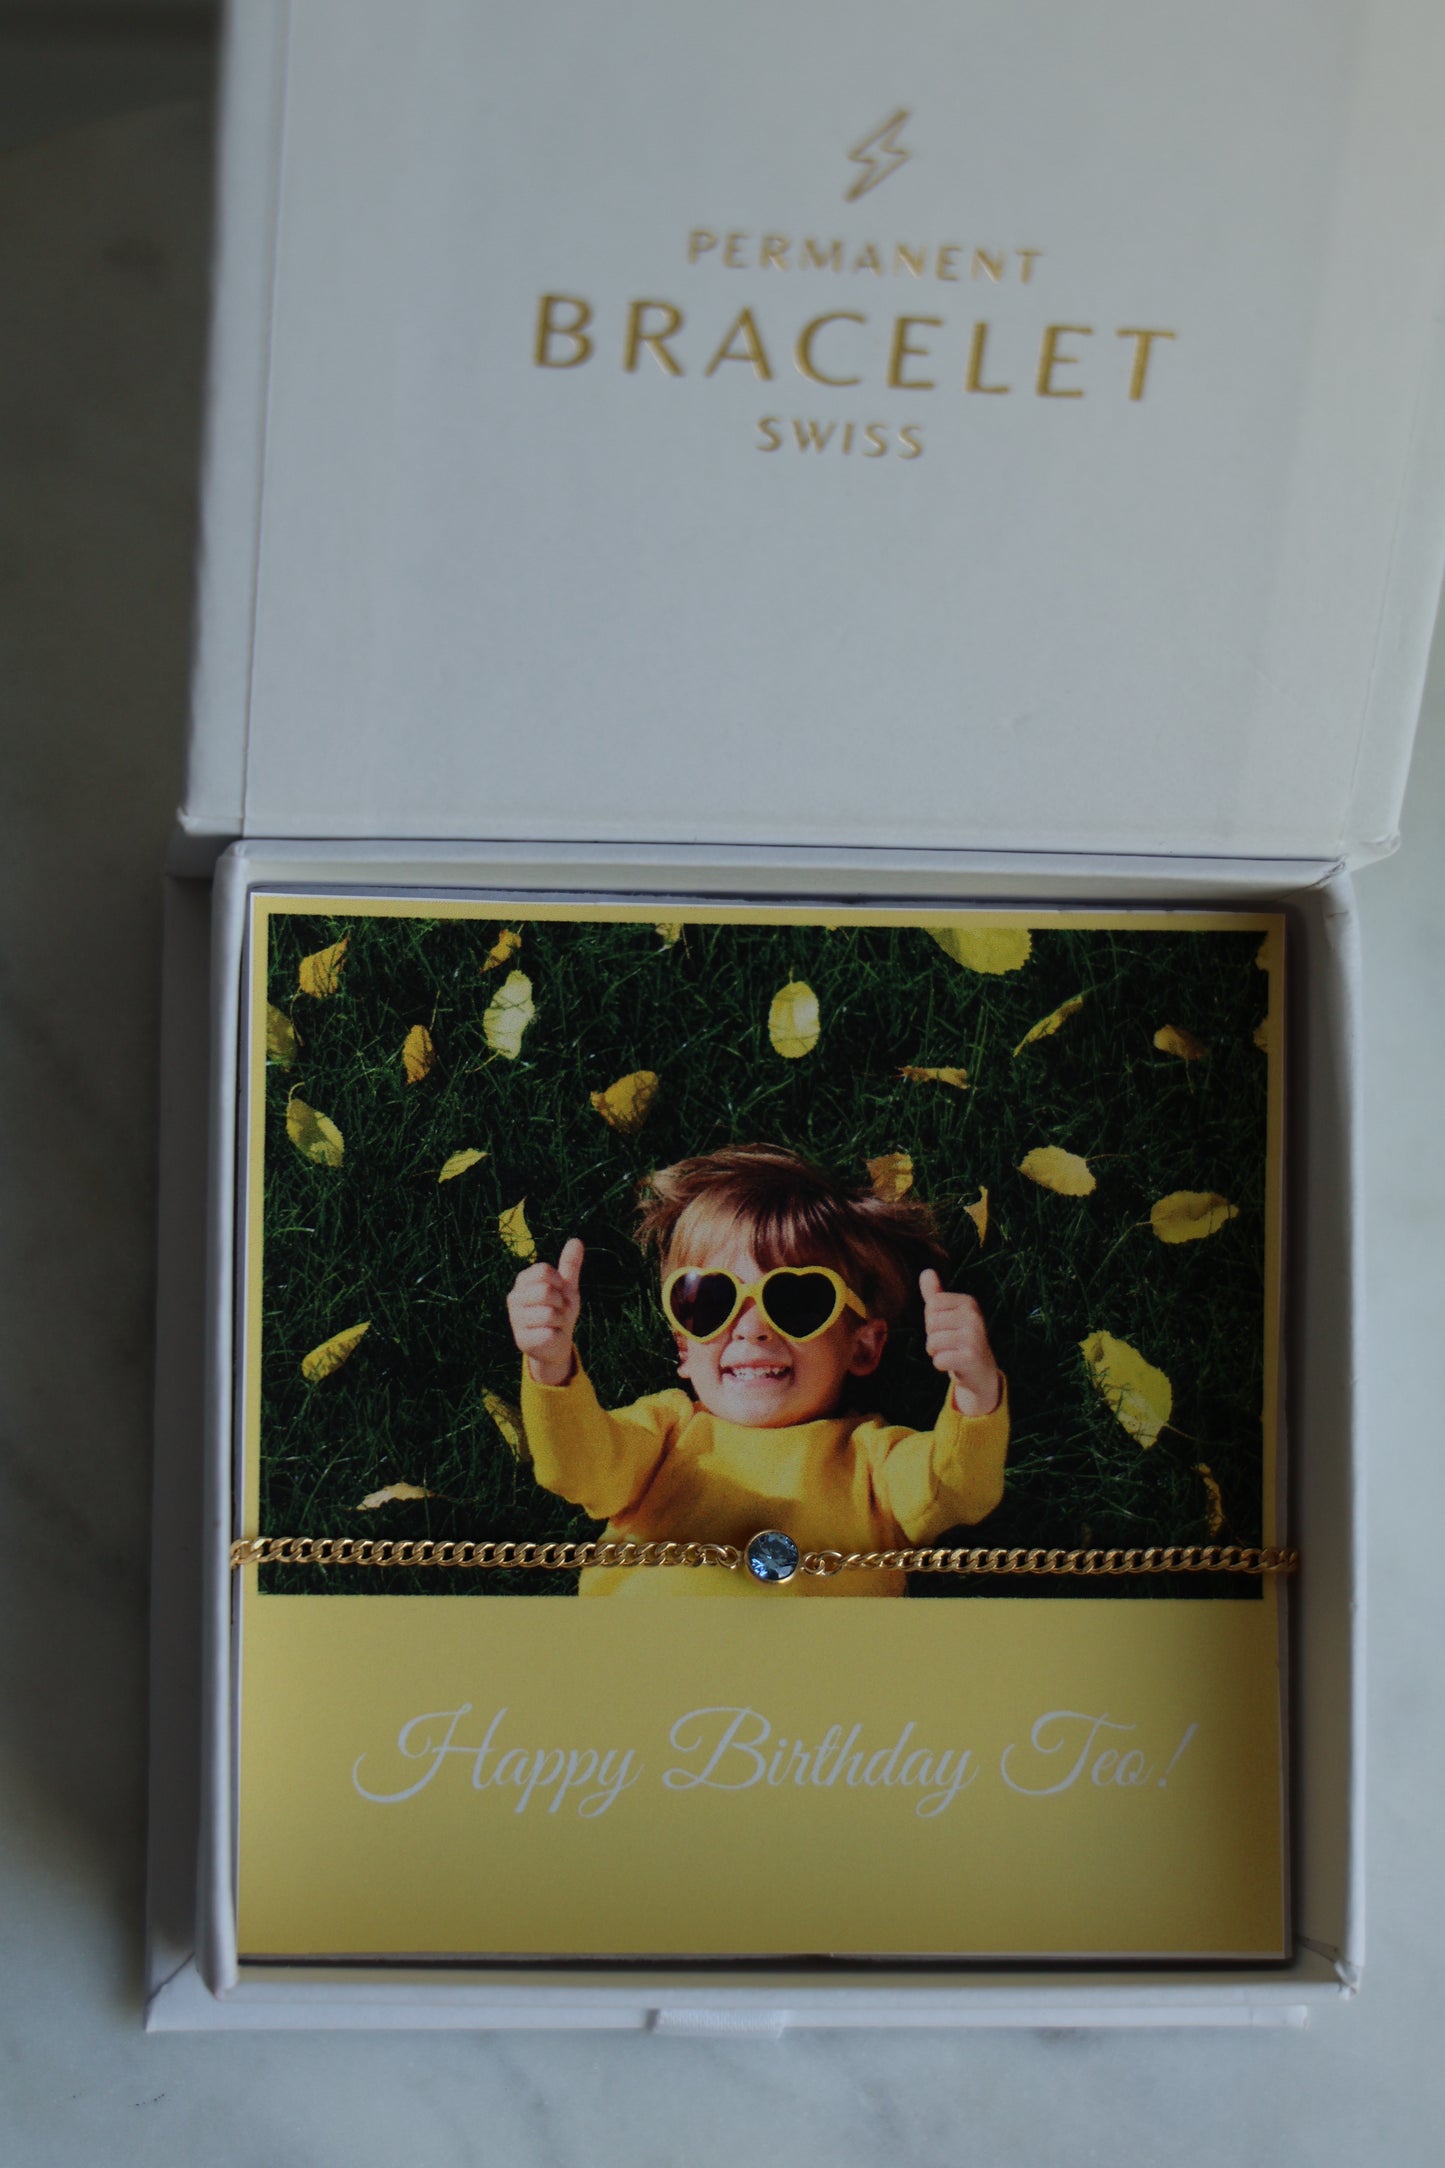 PERMANENT
BRACELET
SWISS
Happy Birthday Teo!